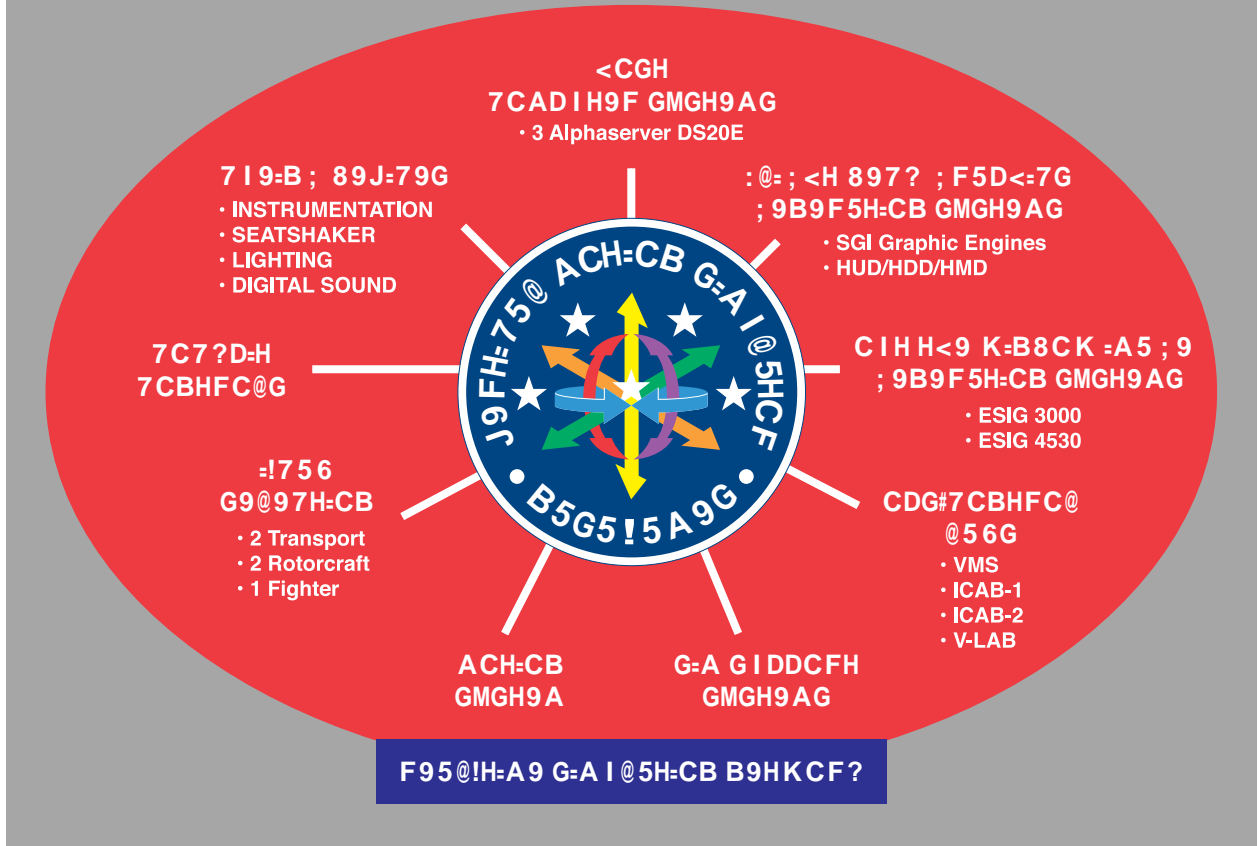 <CGH
7CADIH9F GMGH9AG
• 3 Alphaserver DS20E
7I9=B; 89J=79G
• INSTRUMENTATION
• SEATSHAKER
• LIGHTING
• DIGITAL SOUND
:@=;<H 897? ;F5D<=7G
;9B9F5H=CB GMGH9AG
• SGI Graphic Engines
• HUD/HDD/HMD
J9FH=75@ ACH=CB G=AI@5HCF
• B5G5!5A9G •
7C7?D=H
7CBHFC@G
CIHH<9 K=B8CK =A5;9
;9B9F5H=CB GMGH9AG
• ESIG 3000
• ESIG 4530
=!756
G9@97H=CB
• 2 Transport
• 2 Rotorcraft
• 1 Fighter
CDG#7CBHFC@
@56G
• VMS
• ICAB-1
• ICAB-2
• V-LAB
ACH=CB
GMGH9A
G=A GIDDCFH
GMGH9AG
F95@!H=A9 G=AI@5H=CB B9HKCF?